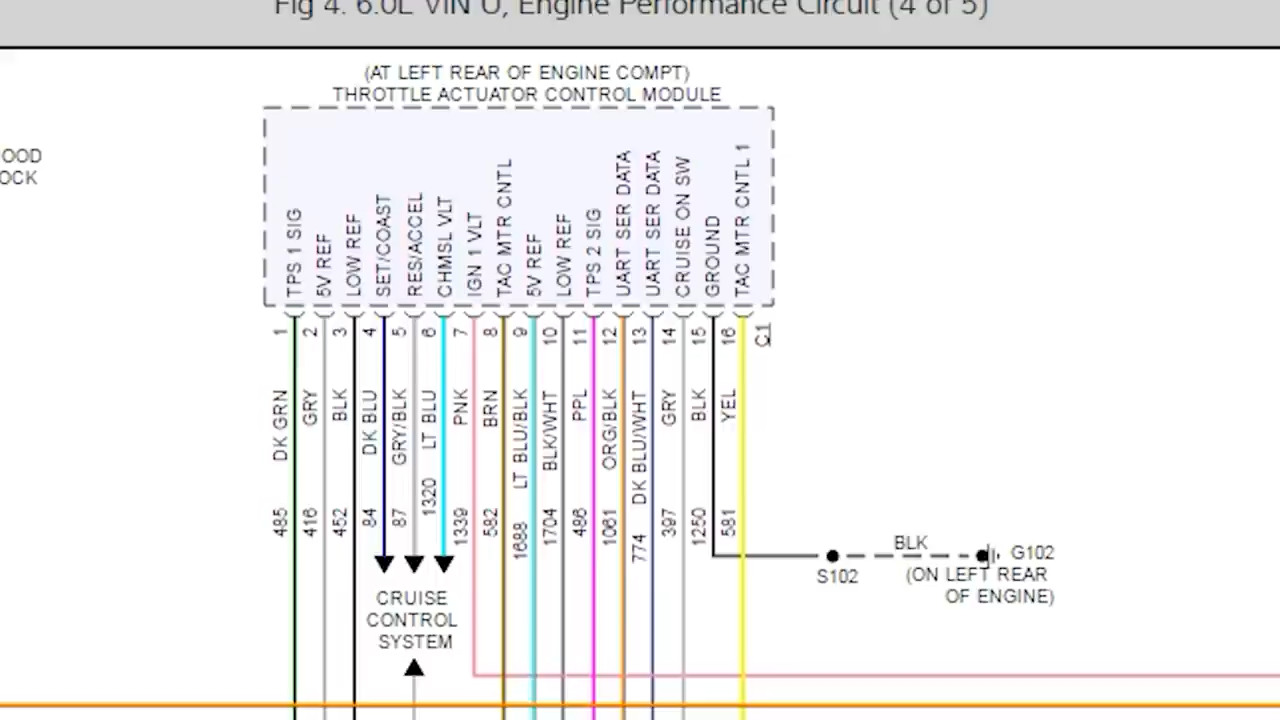 Fig 4. 6.0L VIN U, Engine Performance Circuit (4 of 5)
(AT LEFT REAR OF ENGINE COMPT)
THROTTLE ACTUATOR CONTROL MODULE
OOD
OCK
TPS 1 SIG
5V REF
LOW REF
SET/COAST
RES/ACCEL
CHMSL VLT
IGN 1 VLT
TAC MTR CNTL
5V REF
LOW REF
TPS 2 SIG
UART SER DATA
UART SER DATA
CRUISE ON SW
GROUND
TAC MTR CNTL 1
1 2 3 4 5 6 7 8 9 10 11 12 13 14 15 16 C1
DK GRN
GRY
BLK
DK BLU
GRY/BLK
LT BLU
PNK
BRN
LT BLU/BLK
BLK/WHT
PPL
ORG/BLK
DK BLU/WHT
GRY
BLK
YEL
485
416
452
84
87
1320
1339
582
1688
1704
486
1061
774
397
1250
581
BLK
G102
S102
(ON LEFT REAR
OF ENGINE)
CRUISE
CONTROL
SYSTEM